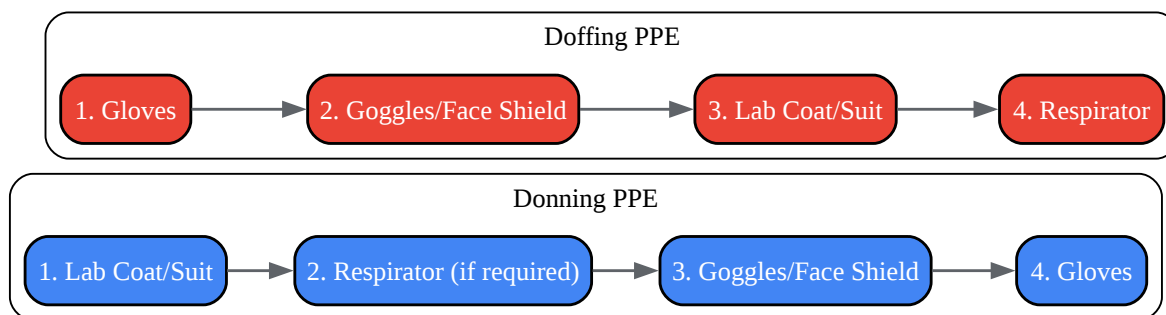 Doffing PPE
1. Gloves
2. Goggles/Face Shield
3. Lab Coat/Suit
4. Respirator
Donning PPE
1. Lab Coat/Suit
2. Respirator (if required)
3. Goggles/Face Shield
4. Gloves